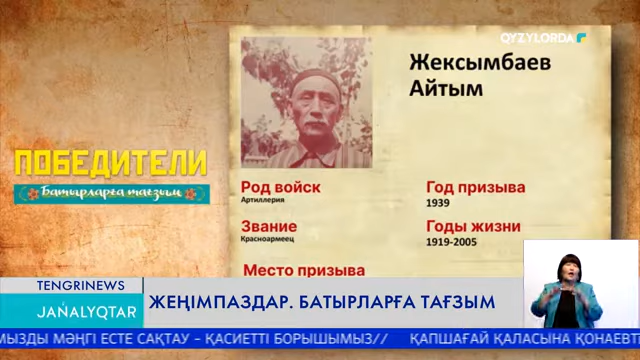 QYZYLORDA
Жексымбаев
Айтым
ПОБЕДИТЕЛИ
Батырларға тағзым
Род войск
Артиллерия
Год призыва
1939
Звание
Красноармеец
Годы жизни
1919-2005
Место призыва
TENGRINEWS
JAŃALYQTAR
ЖЕҢІМПАЗДАР. БАТЫРЛАРҒА ТАҒЗЫМ
МЫЗДЫ МӘҢГІ ЕСТЕ САҚТАУ - ҚАСИЕТТІ БОРЫШЫМЫЗ// ҚАПШАҒАЙ ҚАЛАСЫНА ҚОНАЕВТ